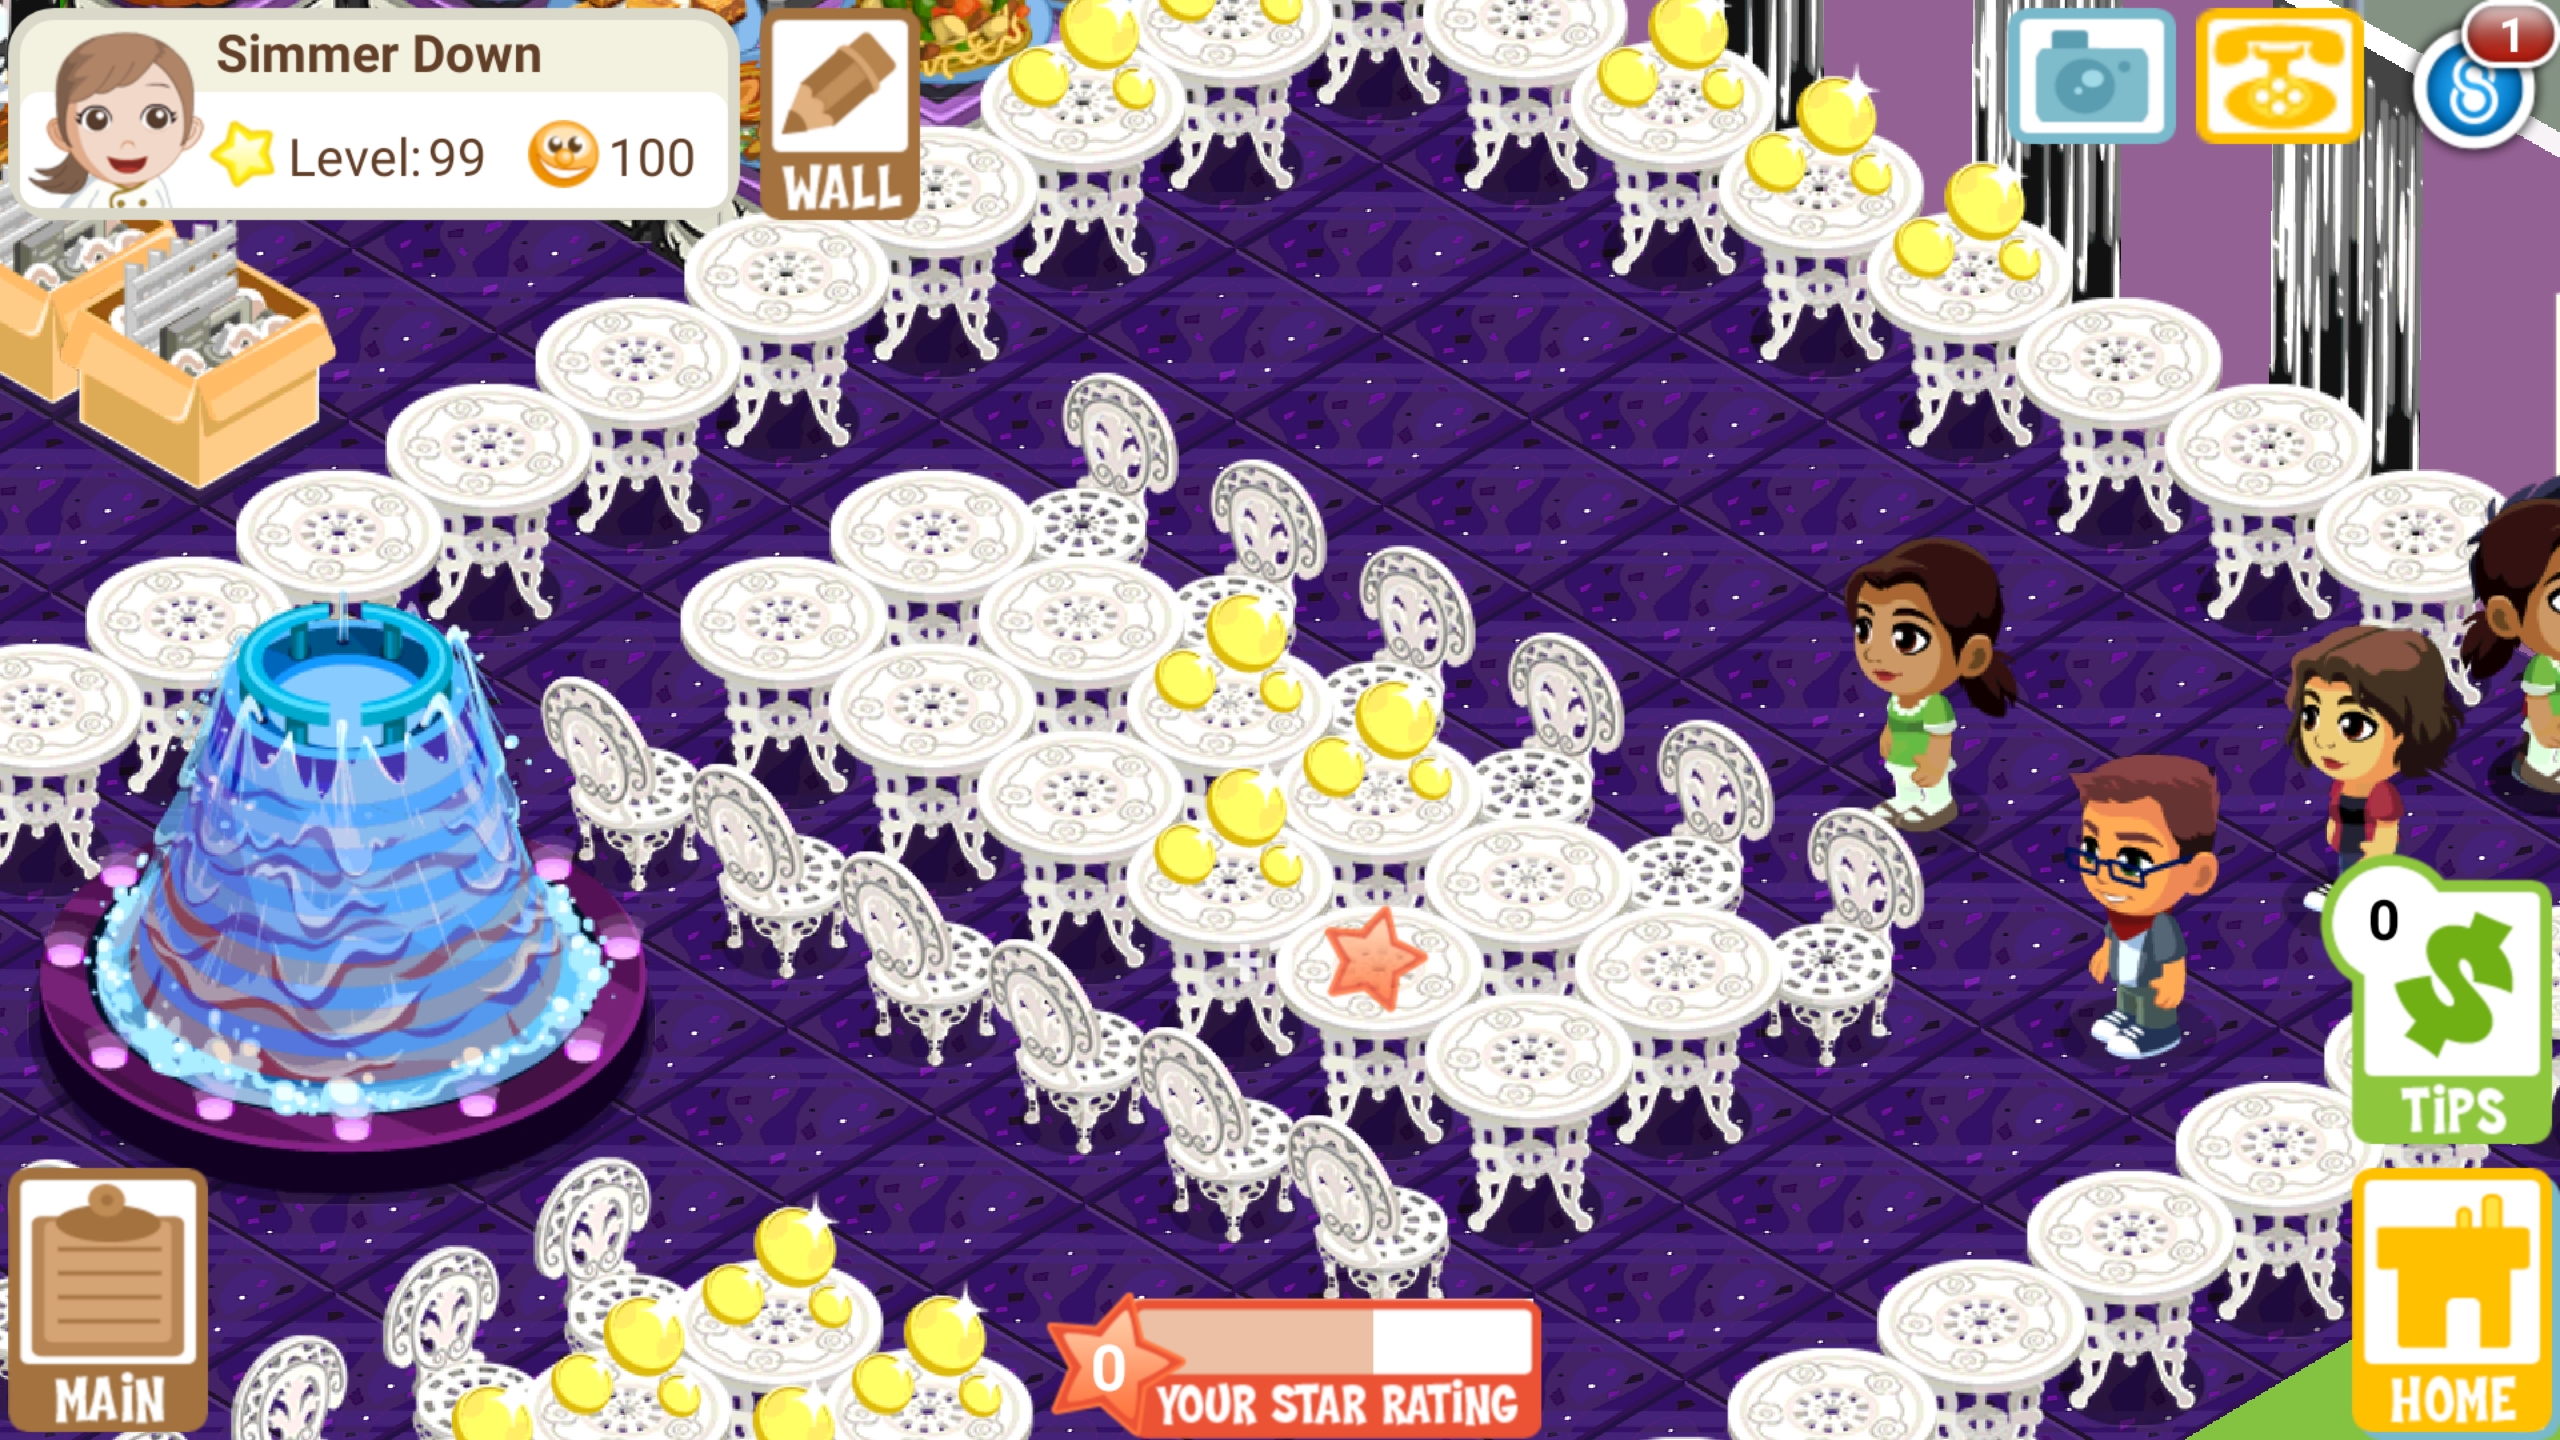 Simmer Down
Level: 99 100
WALL
1
0
TIPS
MAIN
0
YOUR STAR RATING
HOME